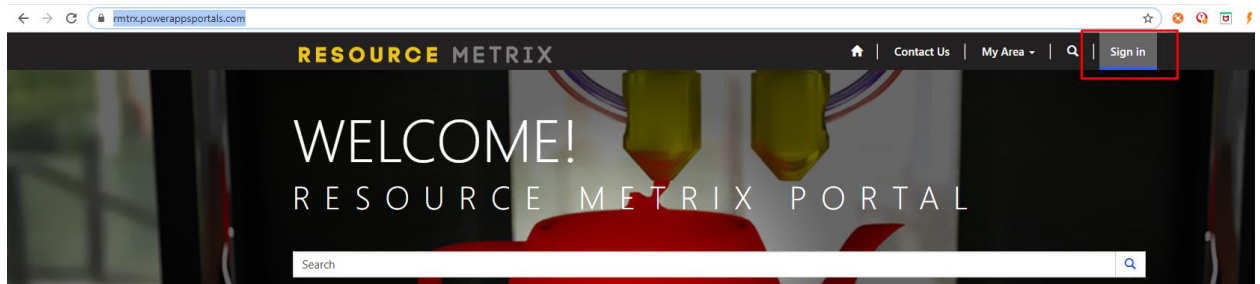 rmtrx.powerappsportals.com
RESOURCE METRIX
Contact Us | My Area | Sign in
WELCOME!
RESOURCE METRIX PORTAL
Search